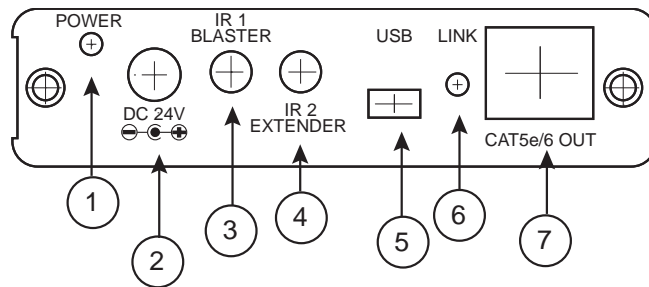 POWER
IR 1
BLASTER
USB
LINK
DC 24V
IR 2
EXTENDER
CAT5e/6 OUT
1
2
3
4
5
6
7